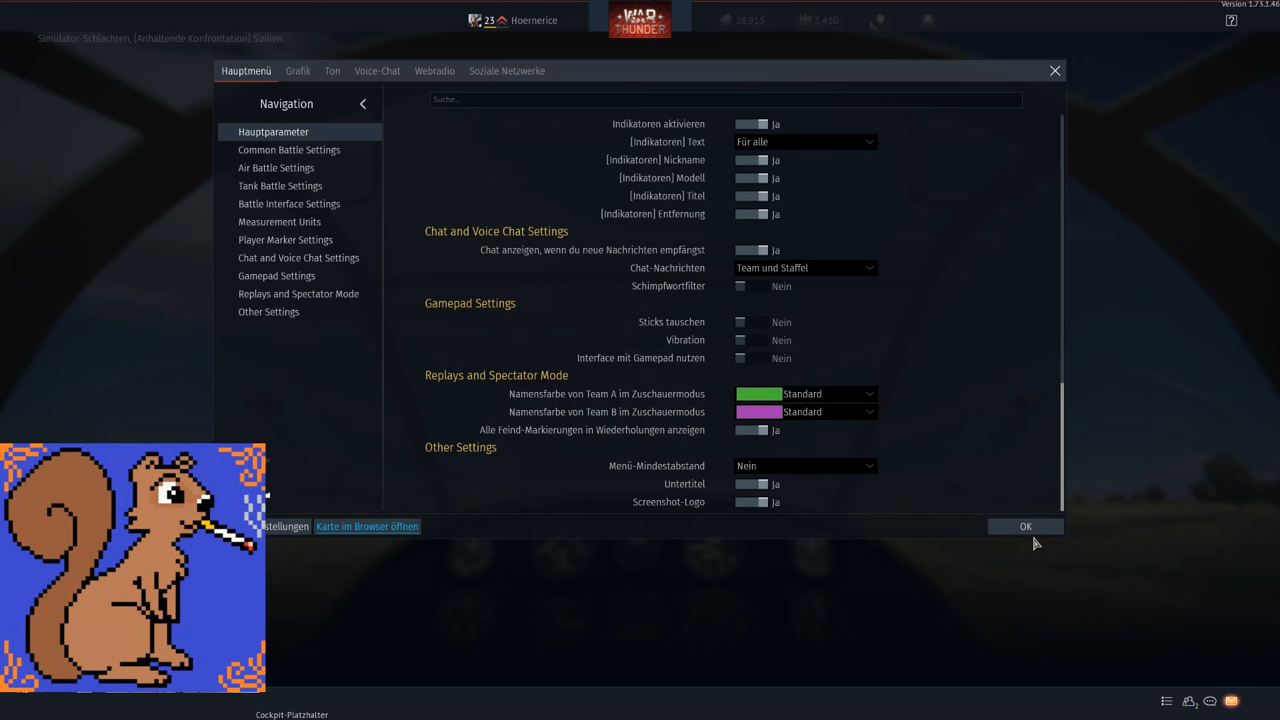 Version 1.73.1.46
23 Hoernerice
WAR THUNDER
28,915
3,410
Simulator-Schlachten, [Anhaltende Konfrontation] Sizilien
Hauptmenü Grafik Ton Voice-Chat Webradio Soziale Netzwerke
Navigation
Suche...
Hauptparameter
Common Battle Settings
Air Battle Settings
Tank Battle Settings
Battle Interface Settings
Measurement Units
Player Marker Settings
Chat and Voice Chat Settings
Gamepad Settings
Replays and Spectator Mode
Other Settings
Indikatoren aktivieren Ja
[Indikatoren] Text Für alle
[Indikatoren] Nickname Ja
[Indikatoren] Modell Ja
[Indikatoren] Titel Ja
[Indikatoren] Entfernung Ja
Chat and Voice Chat Settings
Chat anzeigen, wenn du neue Nachrichten empfängst Ja
Chat-Nachrichten Team und Staffel
Schimpfwortfilter Nein
Gamepad Settings
Sticks tauschen Nein
Vibration Nein
Interface mit Gamepad nutzen Nein
Replays and Spectator Mode
Namensfarbe von Team A im Zuschauermodus Standard
Namensfarbe von Team B im Zuschauermodus Standard
Alle Feind-Markierungen in Wiederholungen anzeigen Ja
Other Settings
Menü-Mindestabstand Nein
Untertitel Ja
Screenshot-Logo Ja
stellungen Karte im Browser öffnen OK
2
Cockpit-Platzhalter